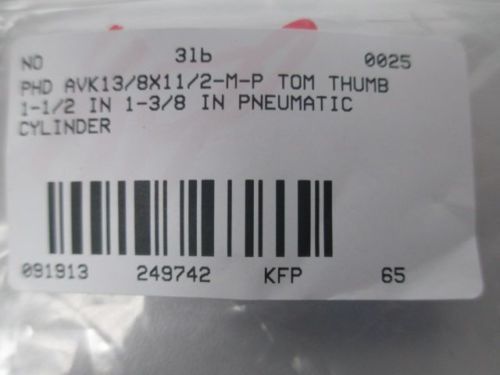 NO 3lb 0025
PHD AVK13/8X11/2-M-P TOM THUMB
1-1/2 IN 1-3/8 IN PNEUMATIC
CYLINDER
091913 249742 KFP 65